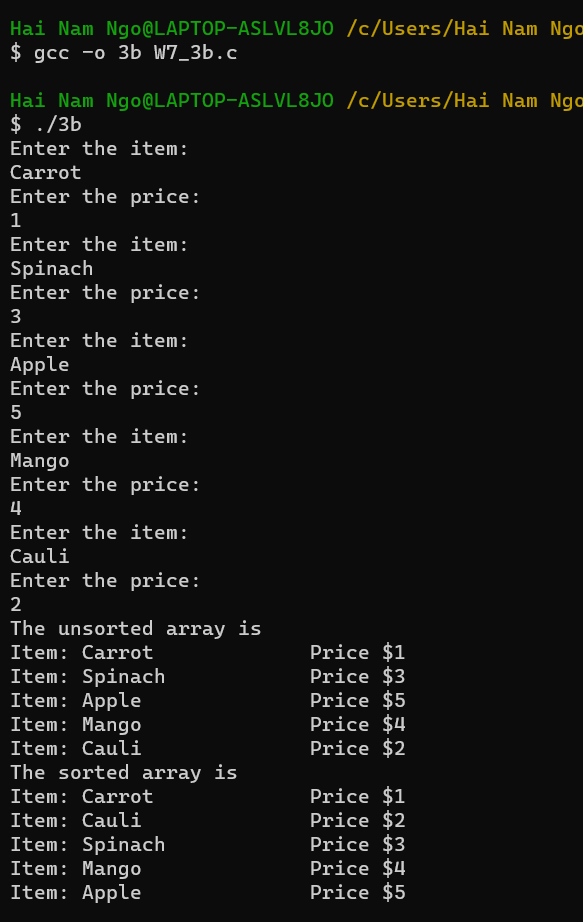 Hai Nam Ngo@LAPTOP-ASLVL8JO /c/Users/Hai Nam Ngo
$ gcc -o 3b W7_3b.c
Hai Nam Ngo@LAPTOP-ASLVL8JO /c/Users/Hai Nam Ngo
$ ./3b
Enter the item:
Carrot
Enter the price:
1
Enter the item:
Spinach
Enter the price:
3
Enter the item:
Apple
Enter the price:
5
Enter the item:
Mango
Enter the price:
4
Enter the item:
Cauli
Enter the price:
2
The unsorted array is
Item: Carrot             Price $1
Item: Spinach            Price $3
Item: Apple              Price $5
Item: Mango              Price $4
Item: Cauli              Price $2
The sorted array is
Item: Carrot             Price $1
Item: Cauli              Price $2
Item: Spinach            Price $3
Item: Mango              Price $4
Item: Apple              Price $5